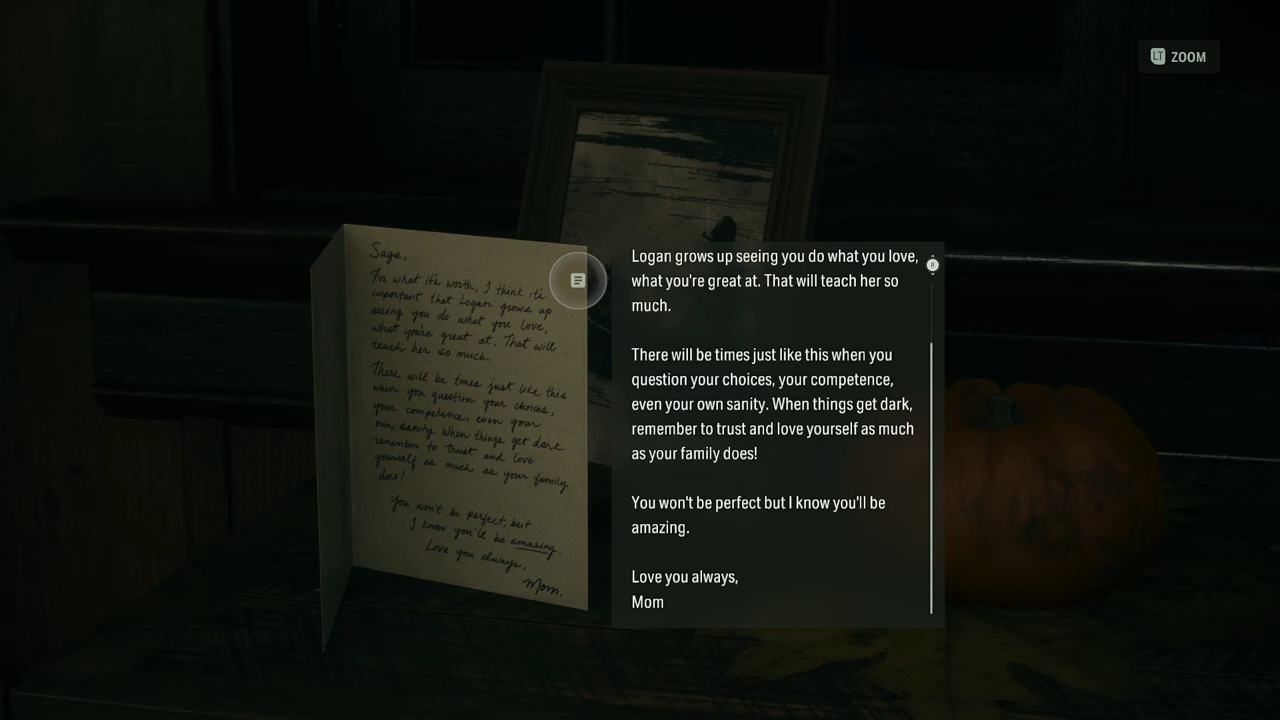 LT ZOOM
Saga,
For what it's worth, I think it's
important that Logan grows up
seeing you do what you love,
what you're great at. That will
teach her so much.
There will be times just like this
when you question your choices,
your competence, even your
own sanity. When things get dark
remember to trust and love
yourself as much as your family
does!
You won't be perfect, but
I know you'll be amazing.
Love you always,
Mom.
Logan grows up seeing you do what you love,
what you're great at. That will teach her so
much.
There will be times just like this when you
question your choices, your competence,
even your own sanity. When things get dark,
remember to trust and love yourself as much
as your family does!
You won't be perfect but I know you'll be
amazing.
Love you always,
Mom
R